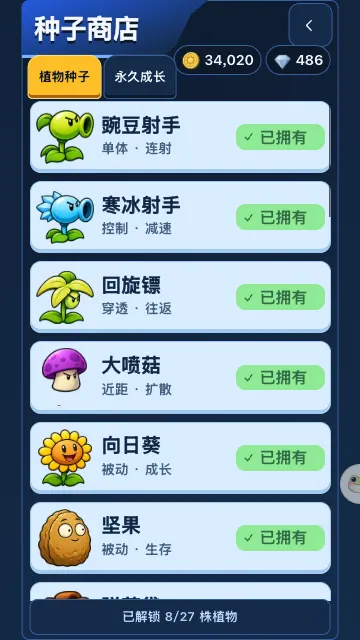 种子商店
34,020
486
植物种子
永久成长
豌豆射手
单体 · 连射
✓ 已拥有
寒冰射手
控制 · 减速
✓ 已拥有
回旋镖
穿透 · 往返
✓ 已拥有
大喷菇
近距 · 扩散
✓ 已拥有
向日葵
被动 · 成长
✓ 已拥有
坚果
被动 · 生存
✓ 已拥有
已解锁 8/27 株植物